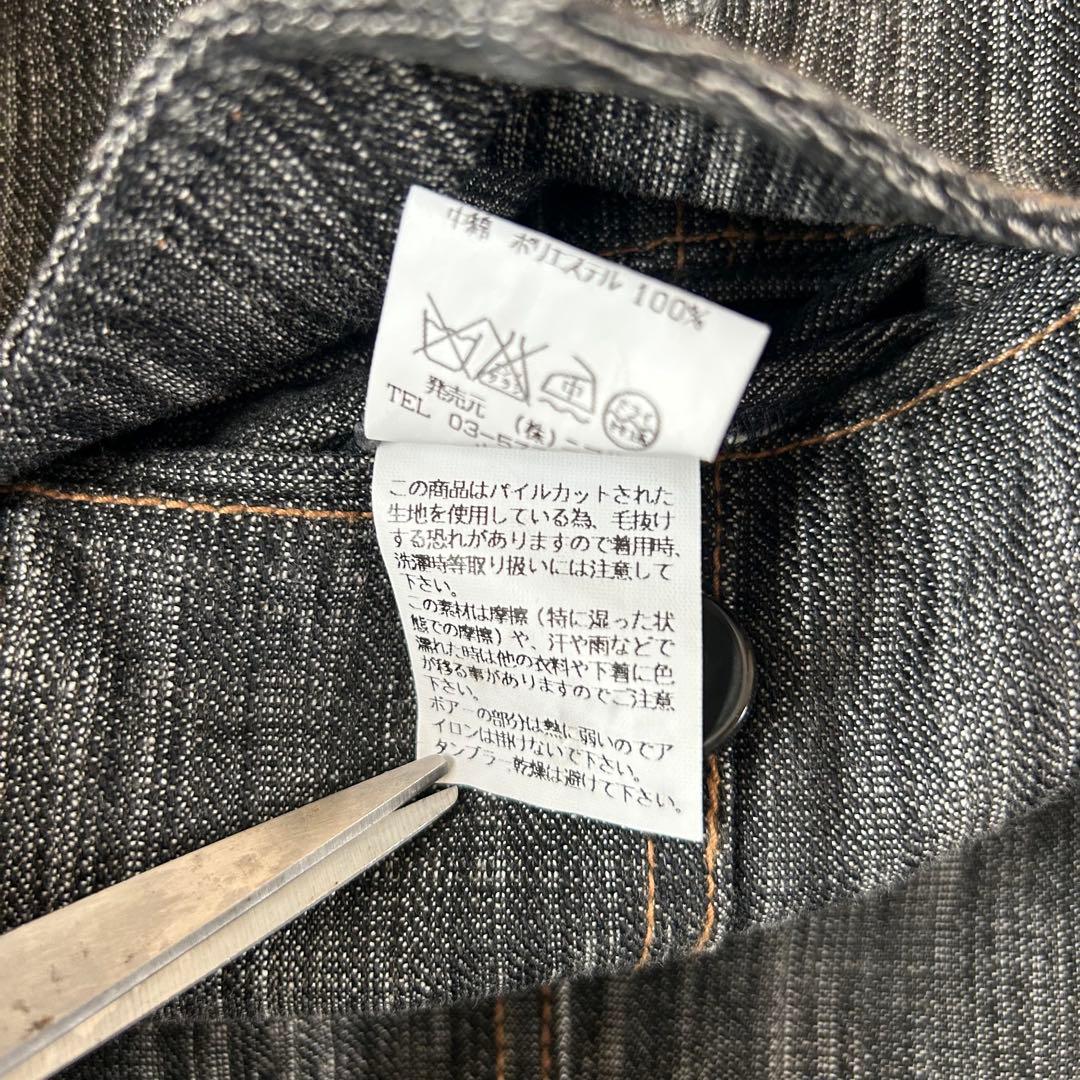 中綿 ポリエステル 100%
中
セキユ系
発売元 (株)
TEL 03-5
この商品はパイルカットされた
生地を使用している為、毛抜け
する恐れがありますので着用時、
洗濯時等取り扱いには注意して
下さい。
この素材は摩擦(特に湿った状
態での摩擦)や、汗や雨などで
濡れた時は他の衣料や下着に色
が移る事がありますのでご注意
下さい。
ボアーの部分は熱に弱いのでア
イロンは掛けないで下さい。
タンブラー乾燥は避けて下さい。